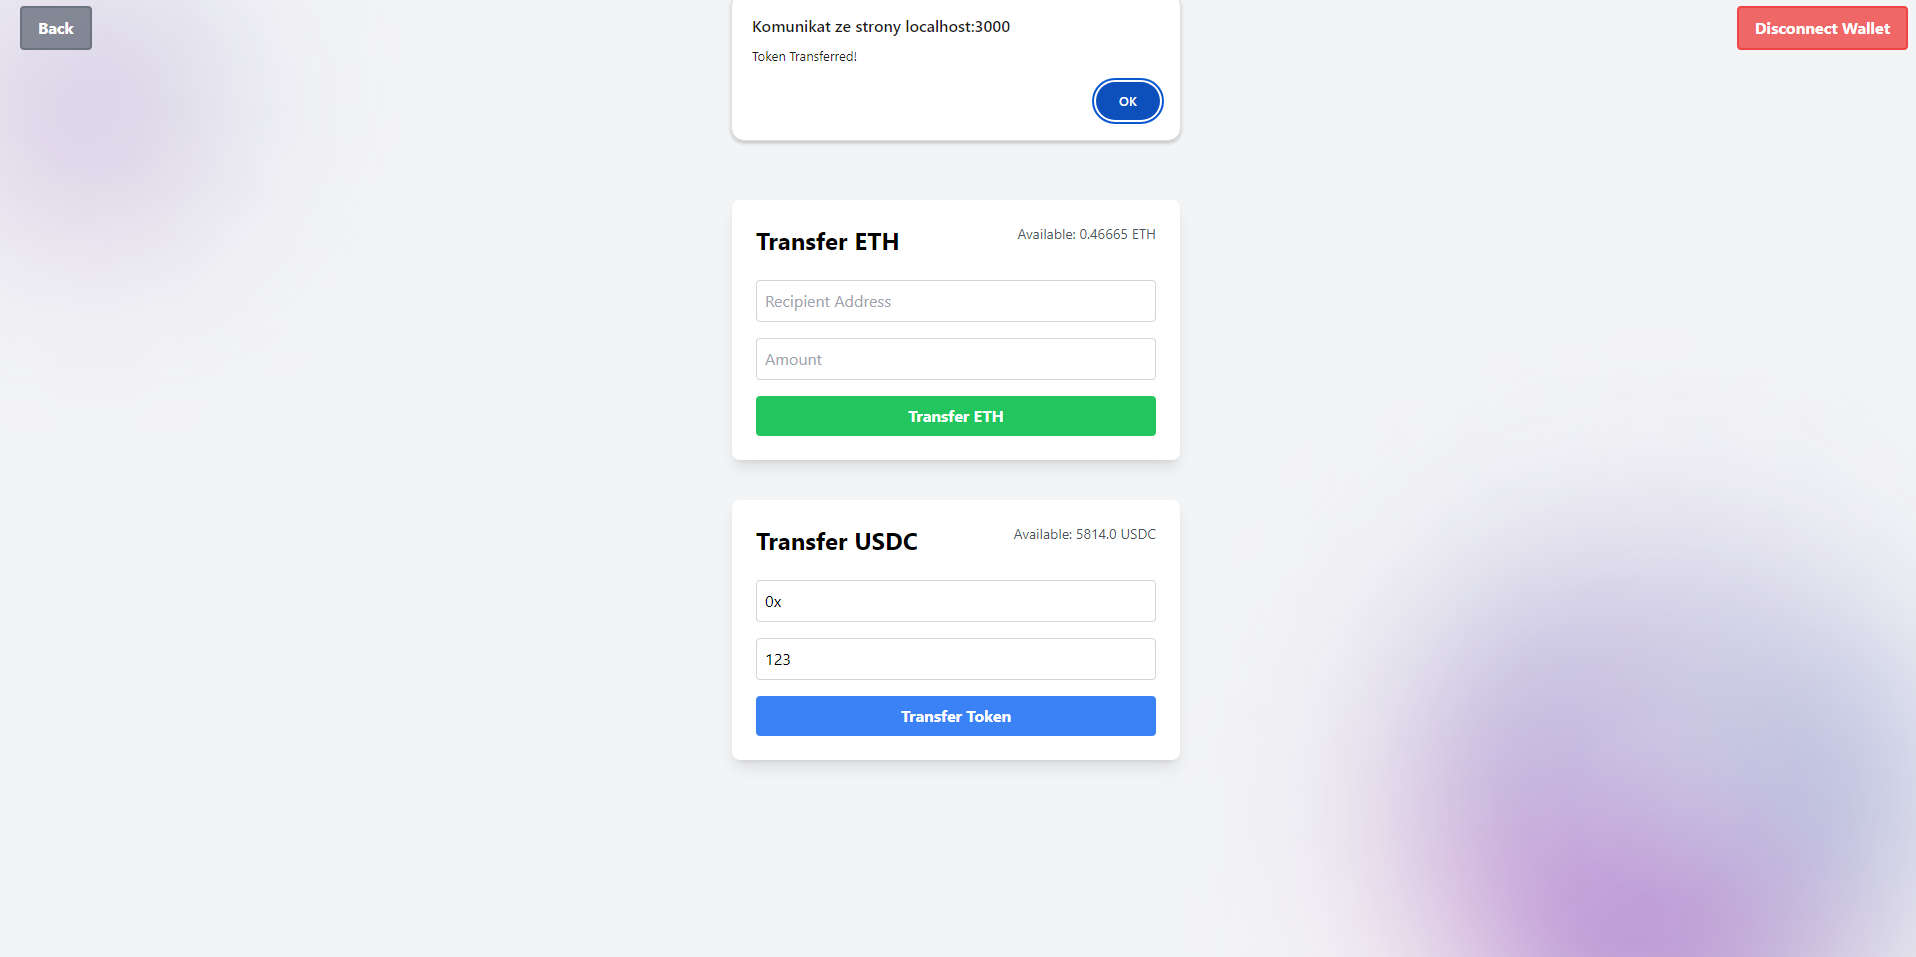 Back
Komunikat ze strony localhost:3000
Token Transferred!
OK
Disconnect Wallet
Transfer ETH
Available: 0.46665 ETH
Recipient Address
Amount
Transfer ETH
Transfer USDC
Available: 5814.0 USDC
0x
123
Transfer Token